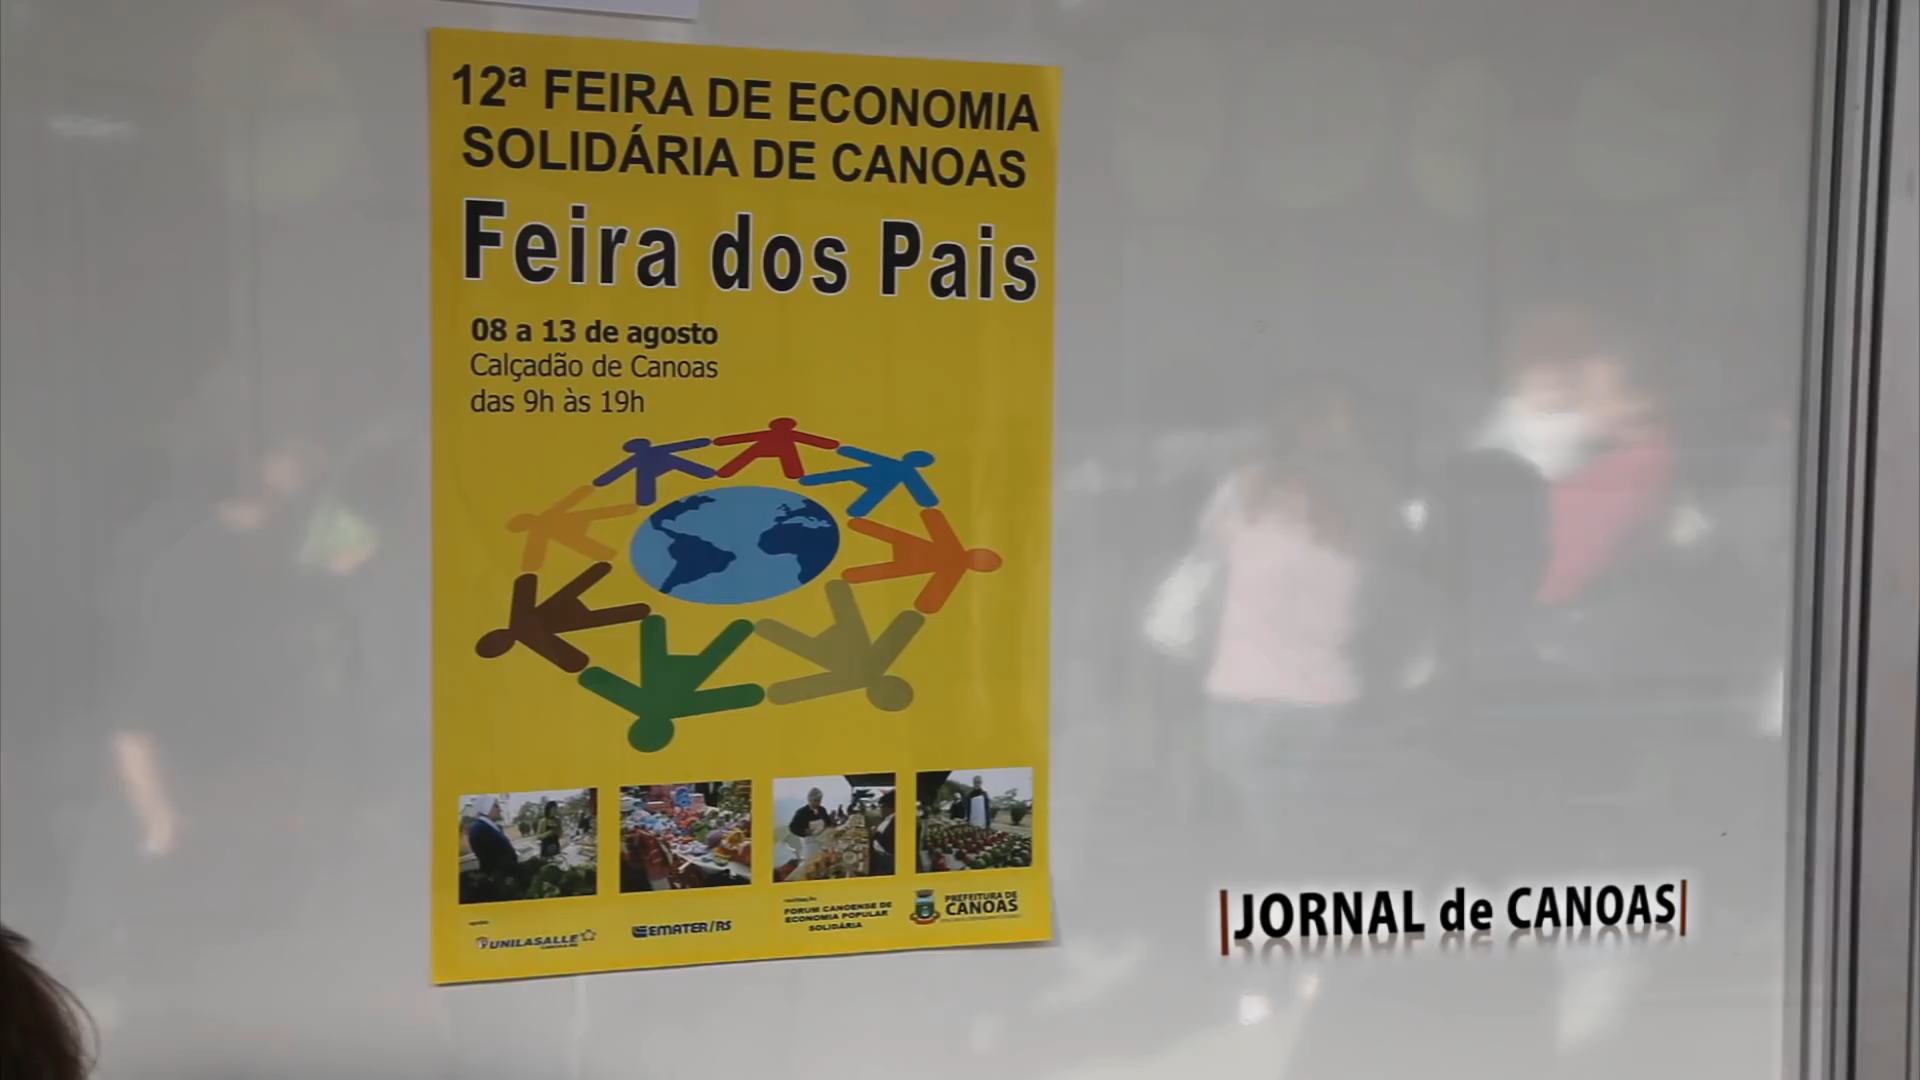 12ª FEIRA DE ECONOMIA
SOLIDÁRIA DE CANOAS
Feira dos Pais
08 a 13 de agosto
Calçadão de Canoas
das 9h às 19h
UNILASALLE
EMATER/RS
FORUM CANOENSE DE
ECONOMIA POPULAR
SOLIDÁRIA
PREFEITURA DE
CANOAS
|JORNAL de CANOAS|